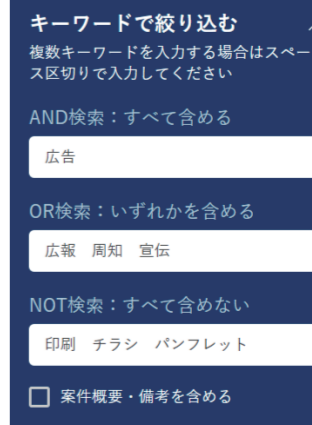 キーワードで絞り込む
複数キーワードを入力する場合はスペー
ス区切りで入力してください
AND検索：すべて含める
広告
OR検索：いずれかを含める
広報　周知　宣伝
NOT検索：すべて含めない
印刷　チラシ　パンフレット
案件概要・備考を含める